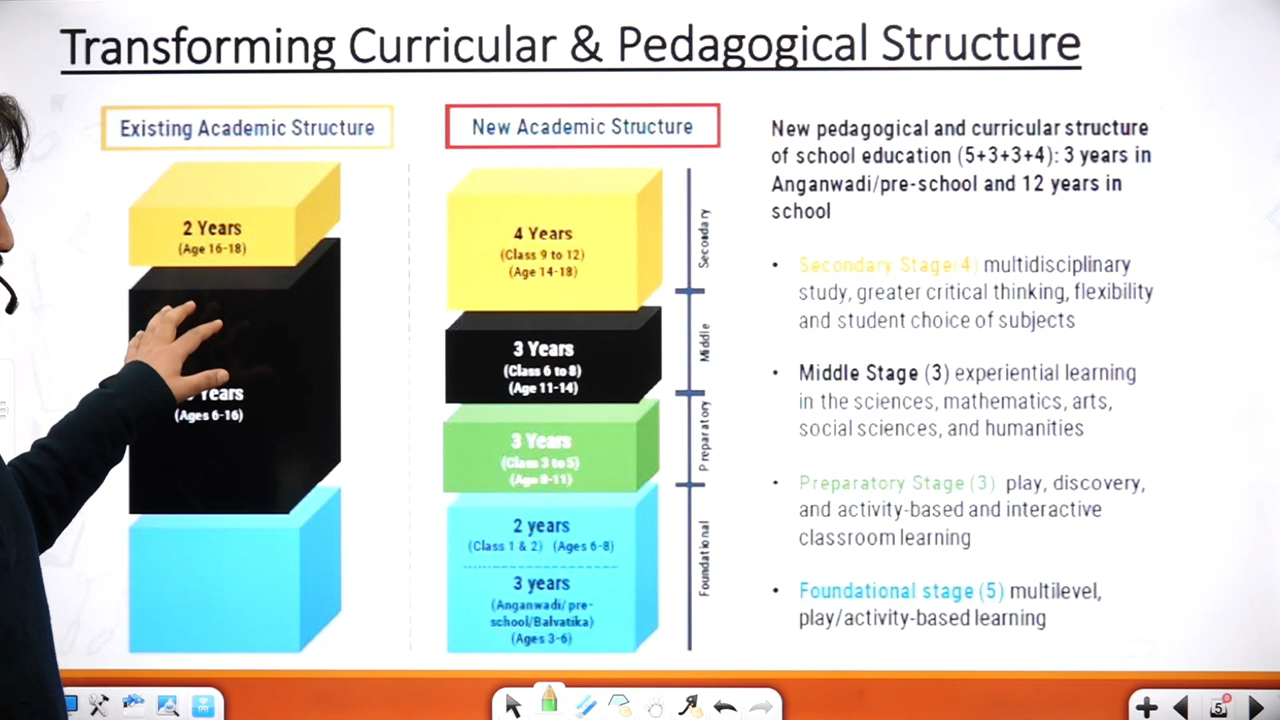 Transforming Curricular & Pedagogical Structure
Existing Academic Structure
2 Years
(Age 16-18)
Years
(Ages 6-16)
New Academic Structure
4 Years
(Class 9 to 12)
(Age 14-18)
3 Years
(Class 6 to 8)
(Age 11-14)
3 Years
(Class 3 to 5)
(Age 8-11)
2 years
(Class 1 & 2) (Ages 6-8)
3 years
(Anganwadi/ pre-
school/Balvatika)
(Ages 3-6)
Secondary
Middle
Preparatory
Foundational
New pedagogical and curricular structure
of school education (5+3+3+4): 3 years in
Anganwadi/pre-school and 12 years in
school
• Secondary Stage(4) multidisciplinary
study, greater critical thinking, flexibility
and student choice of subjects
• Middle Stage (3) experiential learning
in the sciences, mathematics, arts,
social sciences, and humanities
• Preparatory Stage (3) play, discovery,
and activity-based and interactive
classroom learning
• Foundational stage (5) multilevel,
play/activity-based learning
5